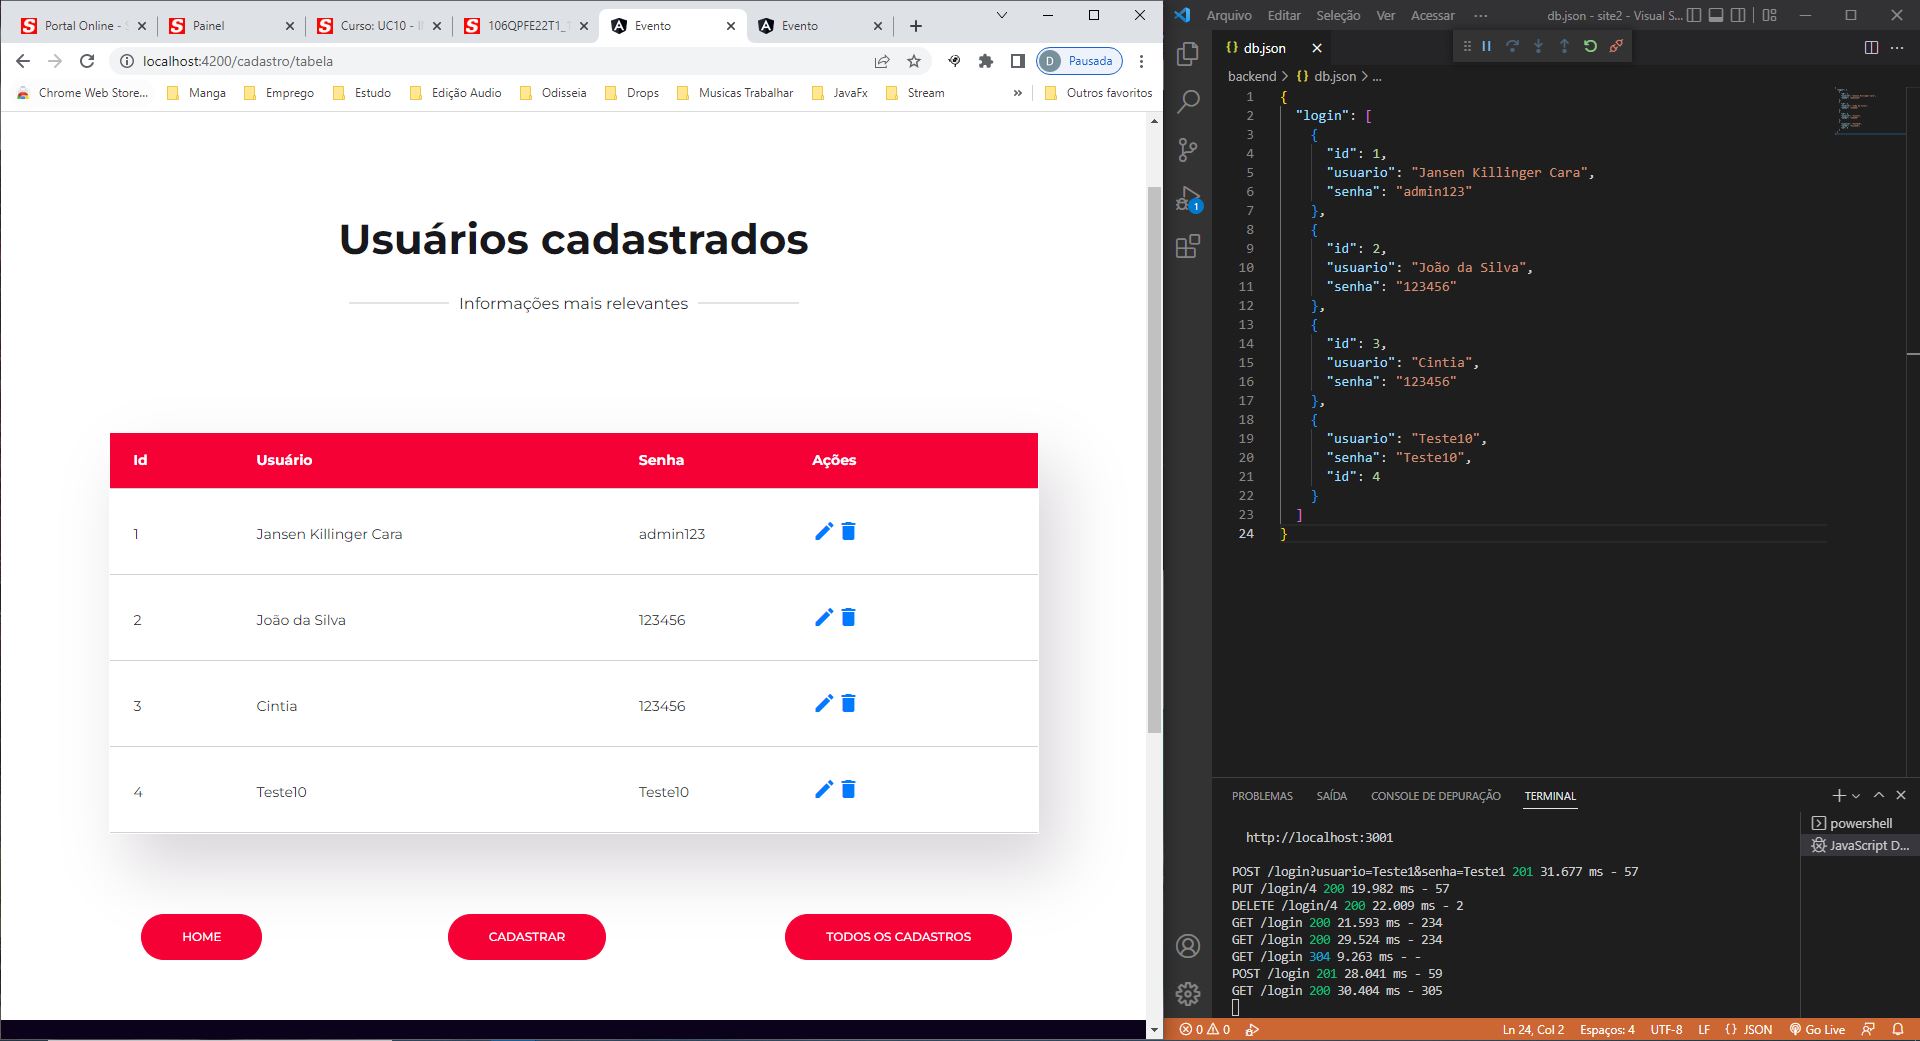 Portal Online - S
Painel
Curso: UC10 - I
106QPFE22T1_T
Evento
Evento
localhost:4200/cadastro/tabela
D Pausada
Chrome Web Store...
Manga
Emprego
Estudo
Edição Audio
Odisseia
Drops
Musicas Trabalhar
JavaFx
Stream
»
Outros favoritos
Usuários cadastrados
Informações mais relevantes
Id Usuário Senha Ações
1 Jansen Killinger Cara admin123
2 João da Silva 123456
3 Cintia 123456
4 Teste10 Teste10
HOME
CADASTRAR
TODOS OS CADASTROS
Arquivo Editar Seleção Ver Acessar ... db.json - site2 - Visual S...
{} db.json
backend > {} db.json > ...
1 {
2 "login": [
3 {
4 "id": 1,
5 "usuario": "Jansen Killinger Cara",
6 "senha": "admin123"
7 },
8 {
9 "id": 2,
10 "usuario": "João da Silva",
11 "senha": "123456"
12 },
13 {
14 "id": 3,
15 "usuario": "Cintia",
16 "senha": "123456"
17 },
18 {
19 "usuario": "Teste10",
20 "senha": "Teste10",
21 "id": 4
22 }
23 ]
24 }
1
PROBLEMAS SAÍDA CONSOLE DE DEPURAÇÃO TERMINAL
powershell
JavaScript D...
http://localhost:3001
POST /login?usuario=Teste1&senha=Teste1 201 31.677 ms - 57
PUT /login/4 200 19.982 ms - 57
DELETE /login/4 200 22.009 ms - 2
GET /login 200 21.593 ms - 234
GET /login 200 29.524 ms - 234
GET /login 304 9.263 ms - -
POST /login 201 28.041 ms - 59
GET /login 200 30.404 ms - 305
0 0 Ln 24, Col 2 Espaços: 4 UTF-8 LF {} JSON Go Live